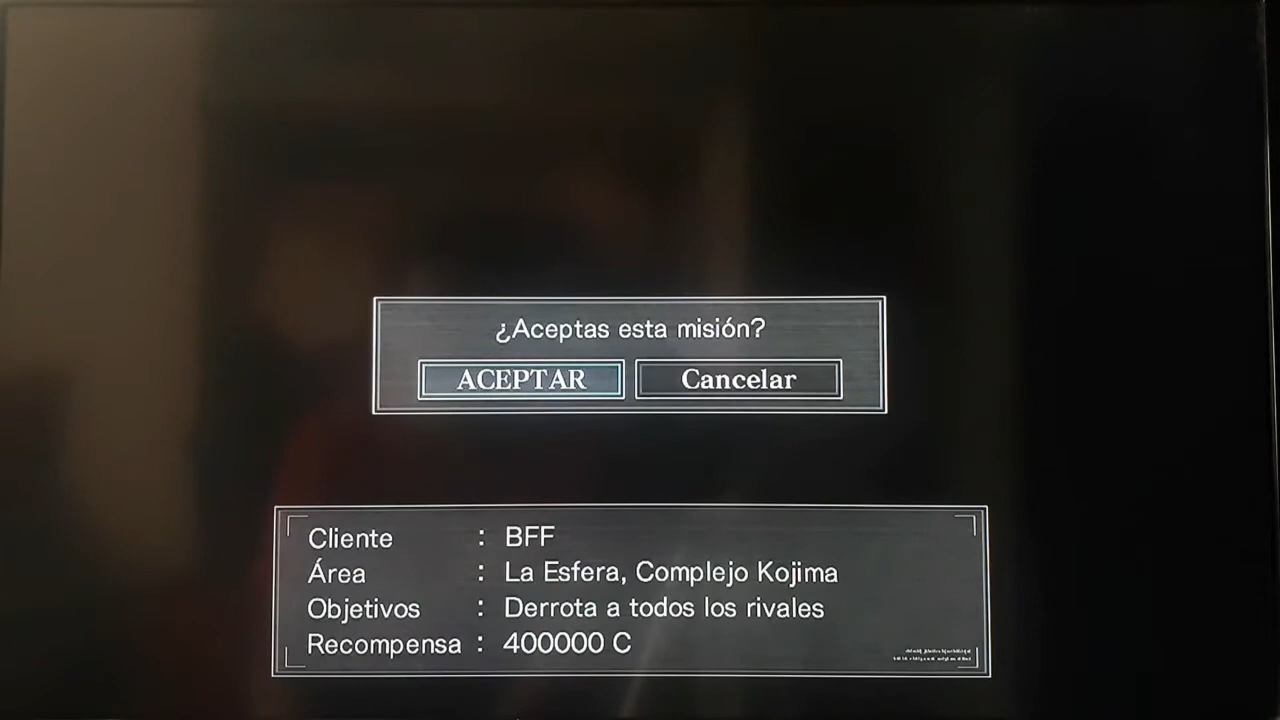 ¿Aceptas esta misión?
ACEPTAR Cancelar
Cliente : BFF
Área : La Esfera, Complejo Kojima
Objetivos : Derrota a todos los rivales
Recompensa : 400000 C